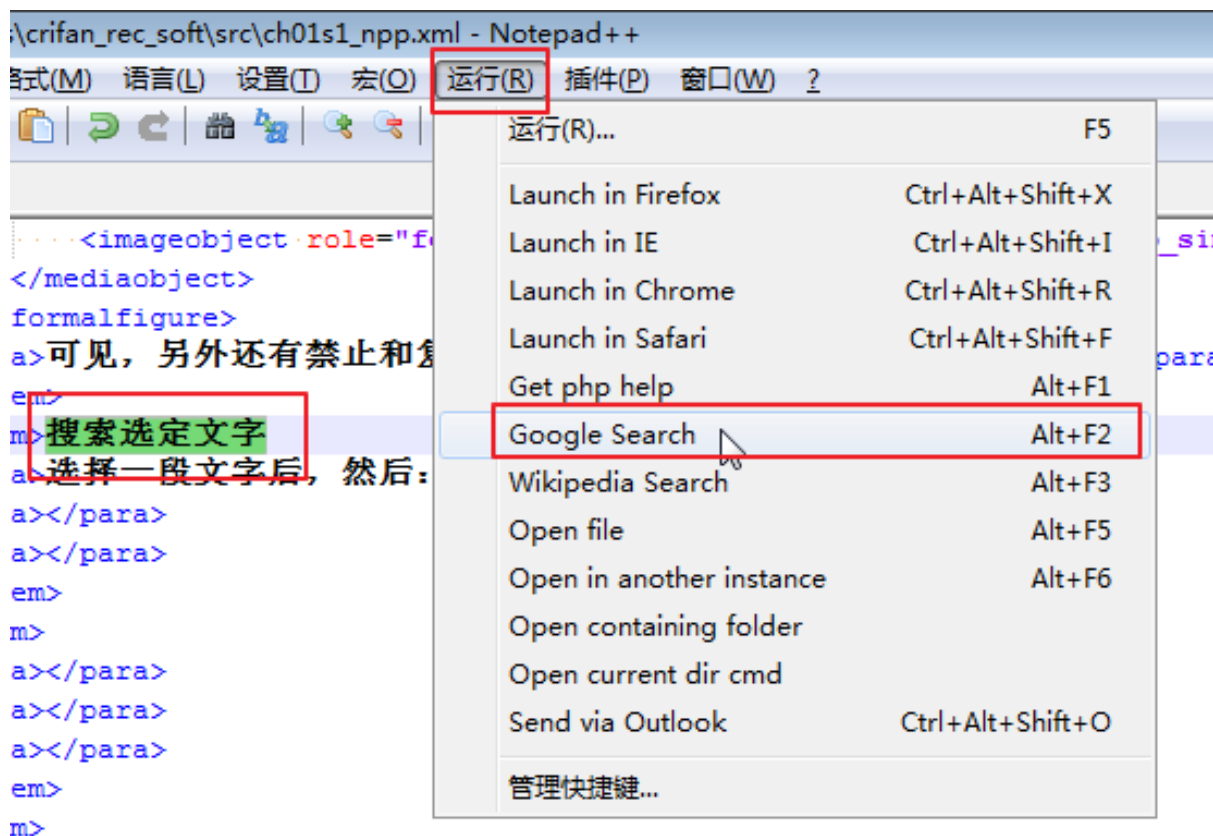 \crifan_rec_soft\src\ch01s1_npp.xml - Notepad++
式(M) 语言(L) 设置(T) 宏(O) 运行(R) 插件(P) 窗口(W) ?
运行(R)... F5
Launch in Firefox Ctrl+Alt+Shift+X
Launch in IE Ctrl+Alt+Shift+I
Launch in Chrome Ctrl+Alt+Shift+R
Launch in Safari Ctrl+Alt+Shift+F
Get php help Alt+F1
Google Search Alt+F2
Wikipedia Search Alt+F3
Open file Alt+F5
Open in another instance Alt+F6
Open containing folder
Open current dir cmd
Send via Outlook Ctrl+Alt+Shift+O
管理快捷键...
<imageobject role="f
_si
</mediaobject>
formalfigure>
a>可见，另外还有禁止和
para
em>
m>搜索选定文字
a>选择一段文字后，然后：
a></para>
a></para>
em>
m>
a></para>
a></para>
a></para>
em>
m>